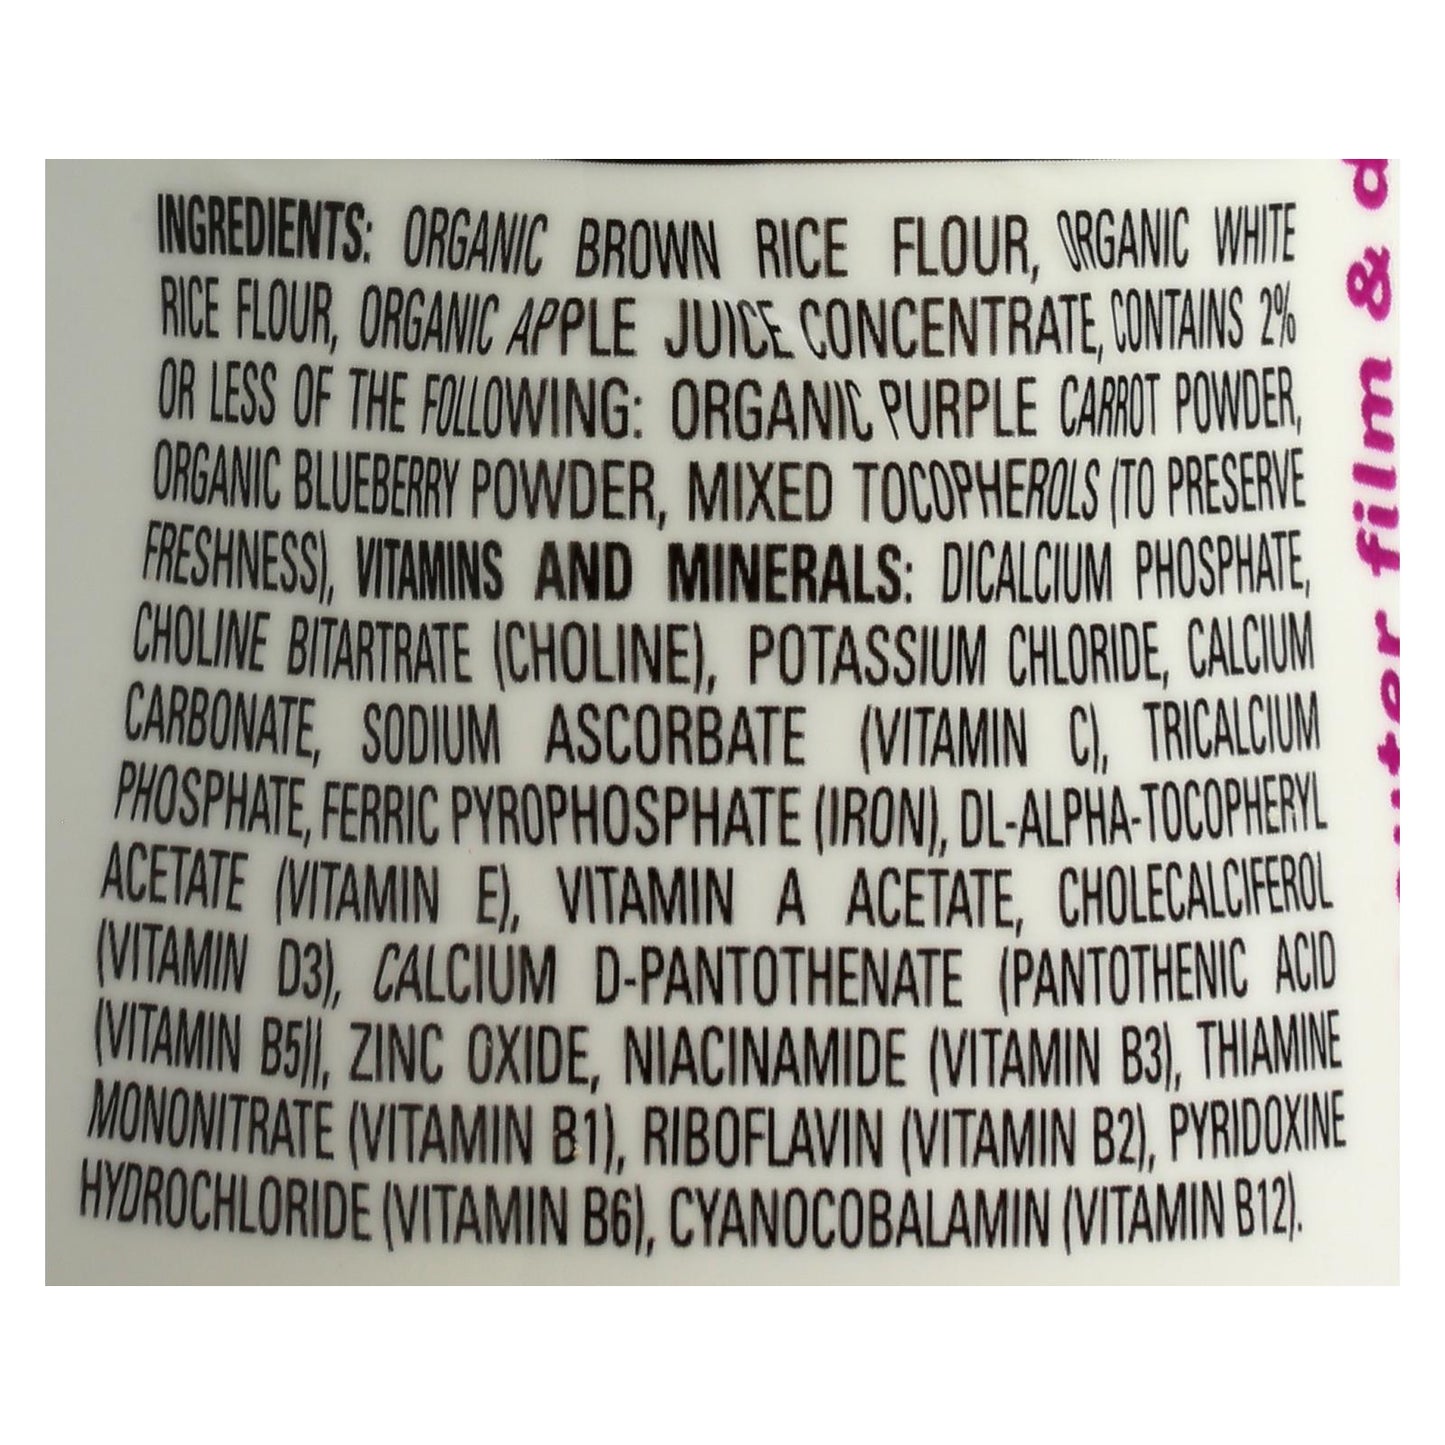 INGREDIENTS: ORGANIC BROWN RICE FLOUR, ORGANIC WHITE
RICE FLOUR, ORGANIC APPLE JUICE CONCENTRATE, CONTAINS 2%
OR LESS OF THE FOLLOWING: ORGANIC PURPLE CARROT POWDER,
ORGANIC BLUEBERRY POWDER, MIXED TOCOPHEROLS (TO PRESERVE
FRESHNESS), VITAMINS AND MINERALS: DICALCIUM PHOSPHATE,
CHOLINE BITARTRATE (CHOLINE), POTASSIUM CHLORIDE, CALCIUM
CARBONATE, SODIUM ASCORBATE (VITAMIN C), TRICALCIUM
PHOSPHATE, FERRIC PYROPHOSPHATE (IRON), DL-ALPHA-TOCOPHERYL
ACETATE (VITAMIN E), VITAMIN A ACETATE, CHOLECALCIFEROL
(VITAMIN D3), CALCIUM D-PANTOTHENATE (PANTOTHENIC ACID
(VITAMIN B5)), ZINC OXIDE, NIACINAMIDE (VITAMIN B3), THIAMINE
MONONITRATE (VITAMIN B1), RIBOFLAVIN (VITAMIN B2), PYRIDOXINE
HYDROCHLORIDE (VITAMIN B6), CYANOCOBALAMIN (VITAMIN B12).
film &